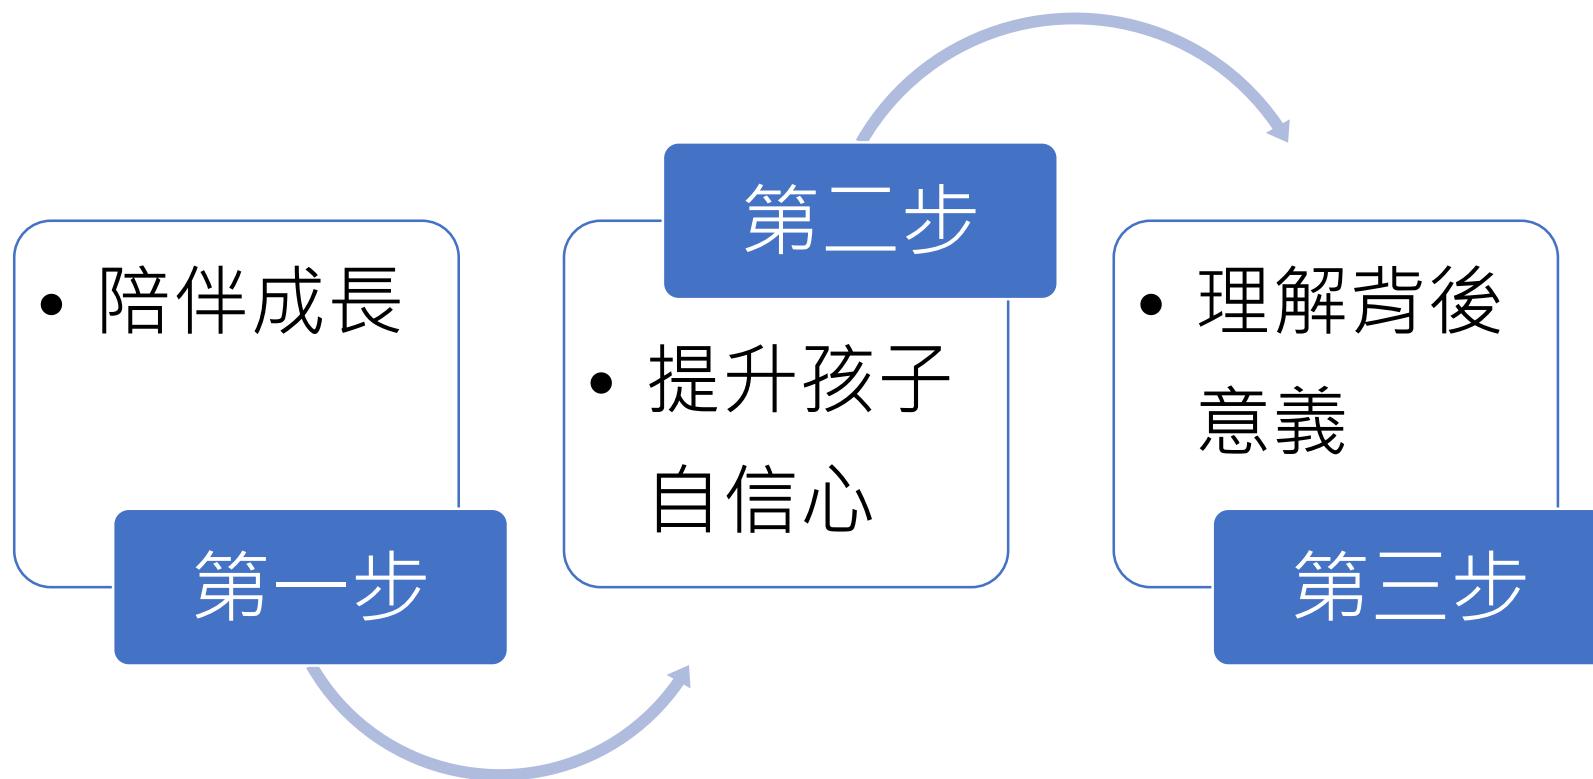 • 陪伴成長
第一步
第二步
• 提升孩子
自信心
• 理解背後
意義
第三步